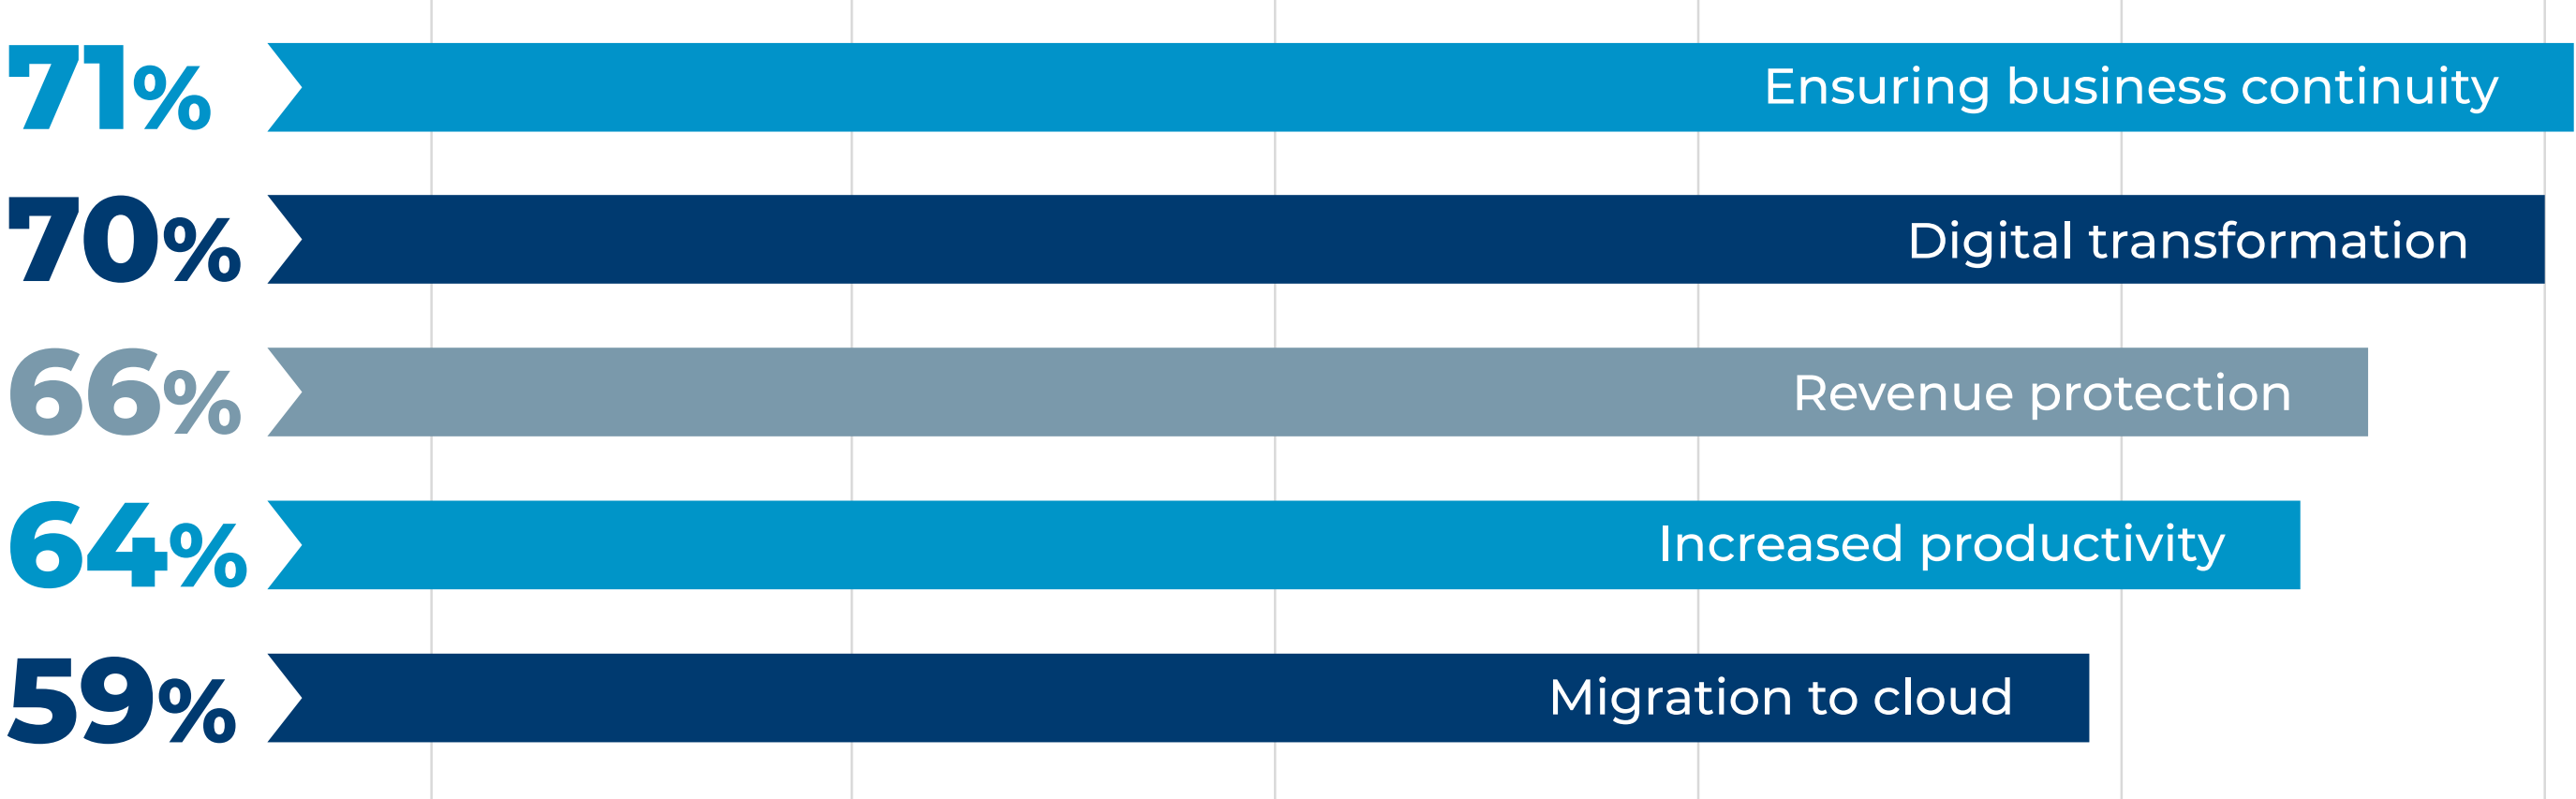 71% Ensuring business continuity
70% Digital transformation
66% Revenue protection
64% Increased productivity
59% Migration to cloud